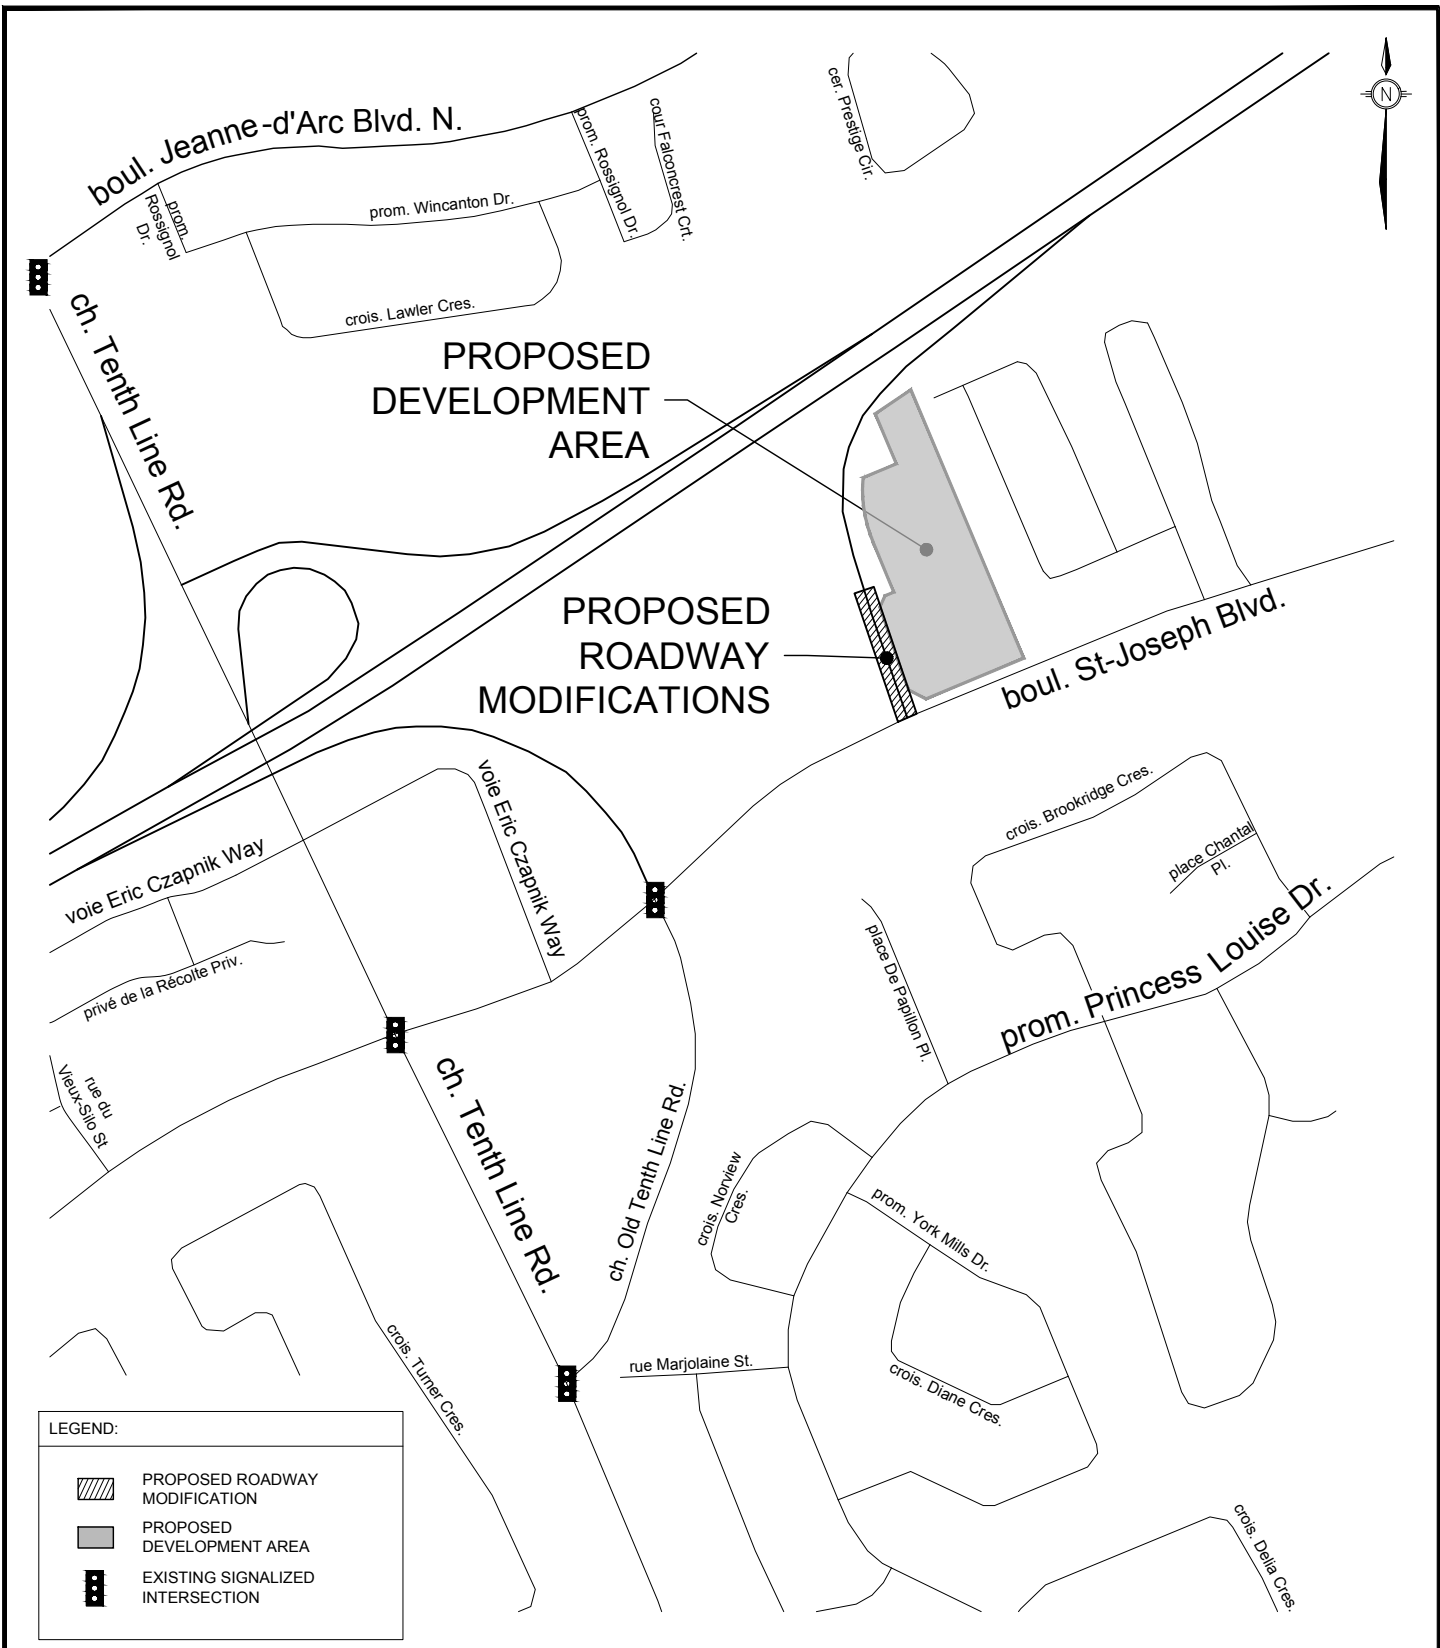 boul. Jeanne-d'Arc Blvd. N.
cer. Prestige Cir.
N
prom.
Rossignol
Dr.
prom. Wincanton Dr.
prom. Rossignol Dr.
cour Falconcrest Crt.
crois. Lawler Cres.
ch. Tenth Line Rd.
PROPOSED
DEVELOPMENT
AREA
PROPOSED
ROADWAY
MODIFICATIONS
boul. St-Joseph Blvd.
voie Eric Czapnik Way
voie Eric Czapnik Way
crois. Brookridge Cres.
place Chantal
Pl.
privé de la Récolte Priv.
place De Papillon Pl.
prom. Princess Louise Dr.
rue du
Vieux-Silo St
ch. Tenth Line Rd.
ch. Old Tenth Line Rd.
crois. Norview
Cres.
prom. York Mills Dr.
crois. Turner Cres.
rue Marjolaine St.
crois. Diane Cres.
crois. Delia Cres.
LEGEND:
PROPOSED ROADWAY
MODIFICATION
PROPOSED
DEVELOPMENT AREA
EXISTING SIGNALIZED
INTERSECTION